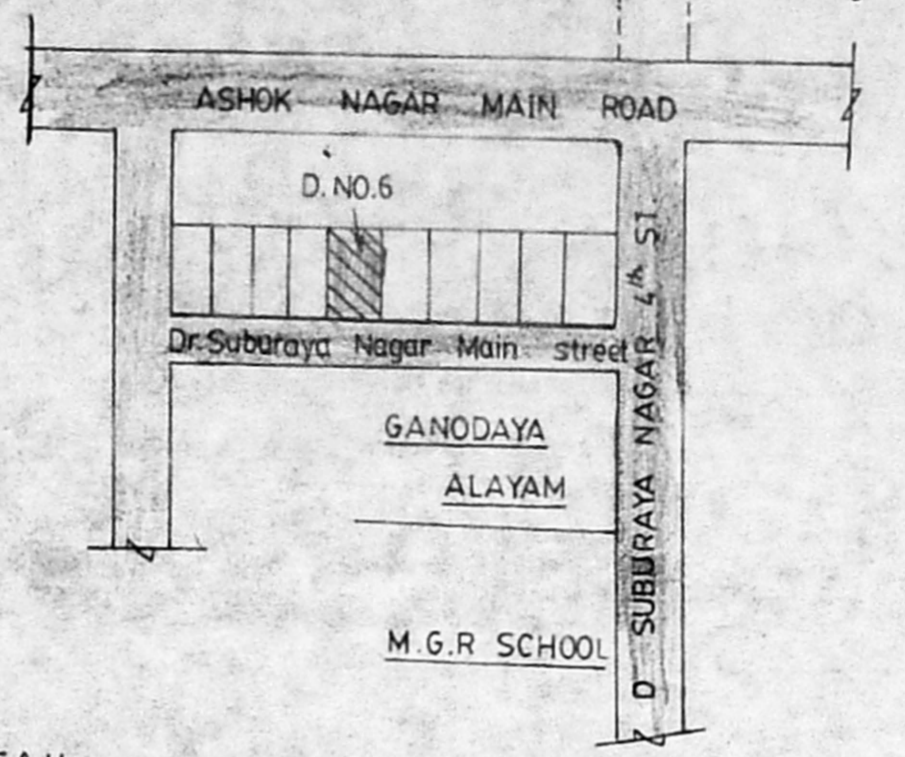 ASHOK NAGAR MAIN ROAD
D. NO.6
Dr. Suburaya Nagar Main street
GANODAYA
ALAYAM
M.G.R SCHOOL
D SUBURAYA NAGAR 4th ST.